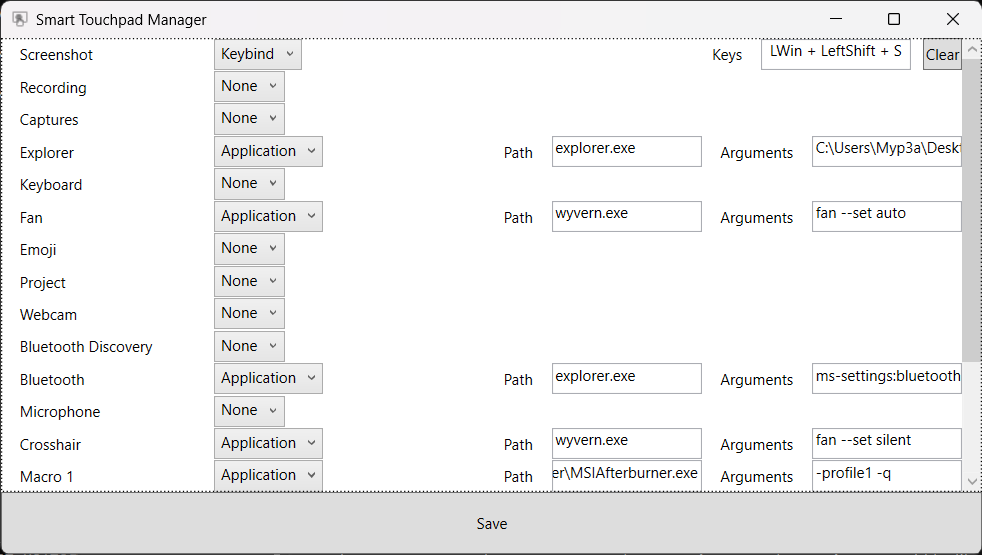 Smart Touchpad Manager
Screenshot Keybind Keys LWin + LeftShift + S Clear
Recording None
Captures None
Explorer Application Path explorer.exe Arguments C:\Users\Myp3a\Deskt
Keyboard None
Fan Application Path wyvern.exe Arguments fan --set auto
Emoji None
Project None
Webcam None
Bluetooth Discovery None
Bluetooth Application Path explorer.exe Arguments ms-settings:bluetooth
Microphone None
Crosshair Application Path wyvern.exe Arguments fan --set silent
Macro 1 Application Path er\MSIAfterburner.exe Arguments -profile1 -q
Save